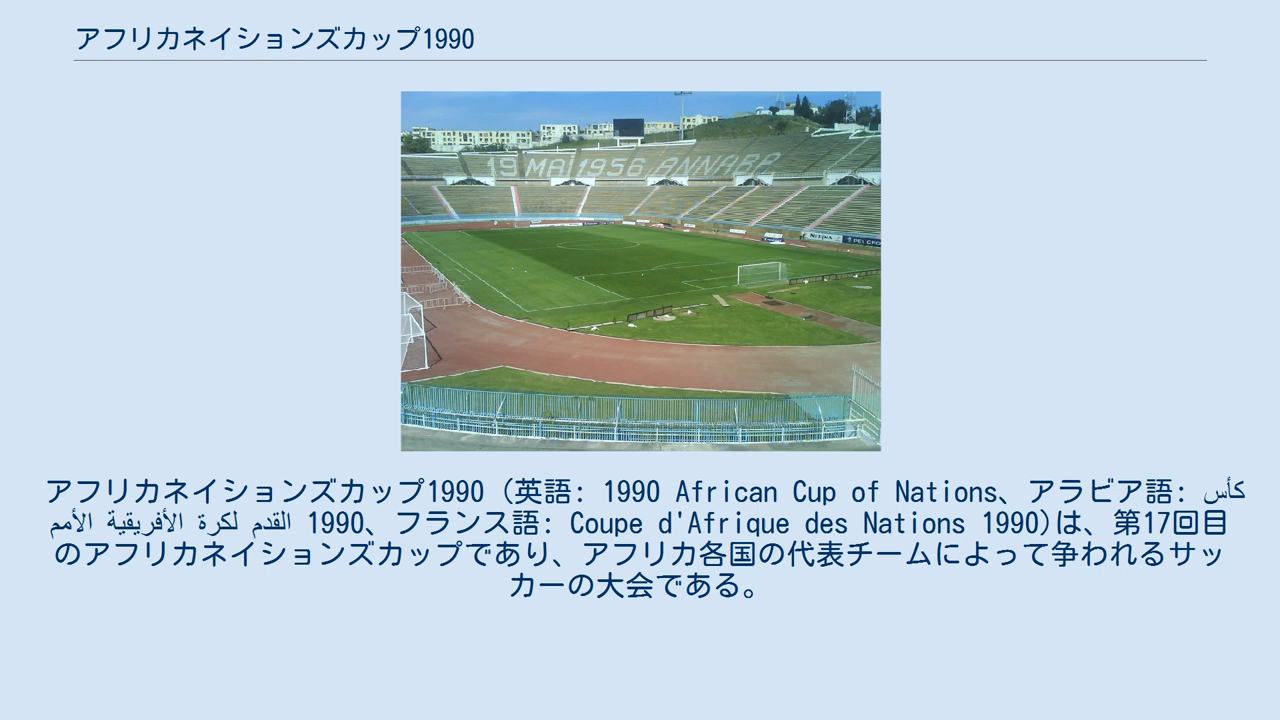 アフリカネイションズカップ1990
19 MAI 1956 ANNABA
アフリカネイションズカップ1990 (英語: 1990 African Cup of Nations、アラビア語: كأس
الأمم الأفريقية لكرة القدم 1990、フランス語: Coupe d'Afrique des Nations 1990)は、第17回目
のアフリカネイションズカップであり、アフリカ各国の代表チームによって争われるサッ
カーの大会である。